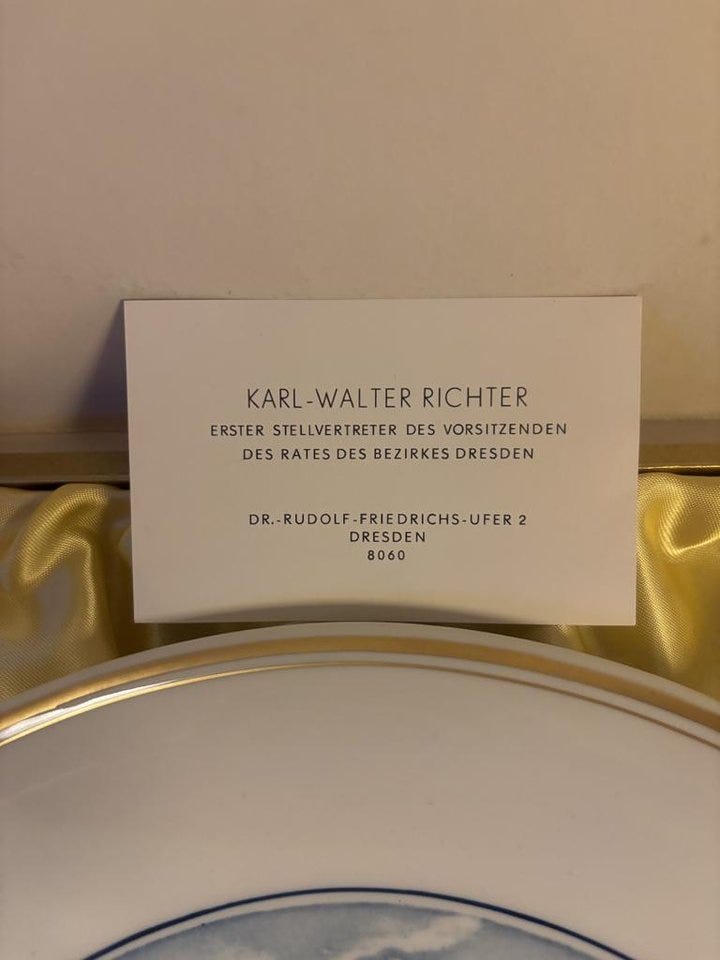 KARL-WALTER RICHTER
ERSTER STELLVERTRETER DES VORSITZENDEN
DES RATES DES BEZIRKES DRESDEN
DR.-RUDOLF-FRIEDRICHS-UFER 2
DRESDEN
8060